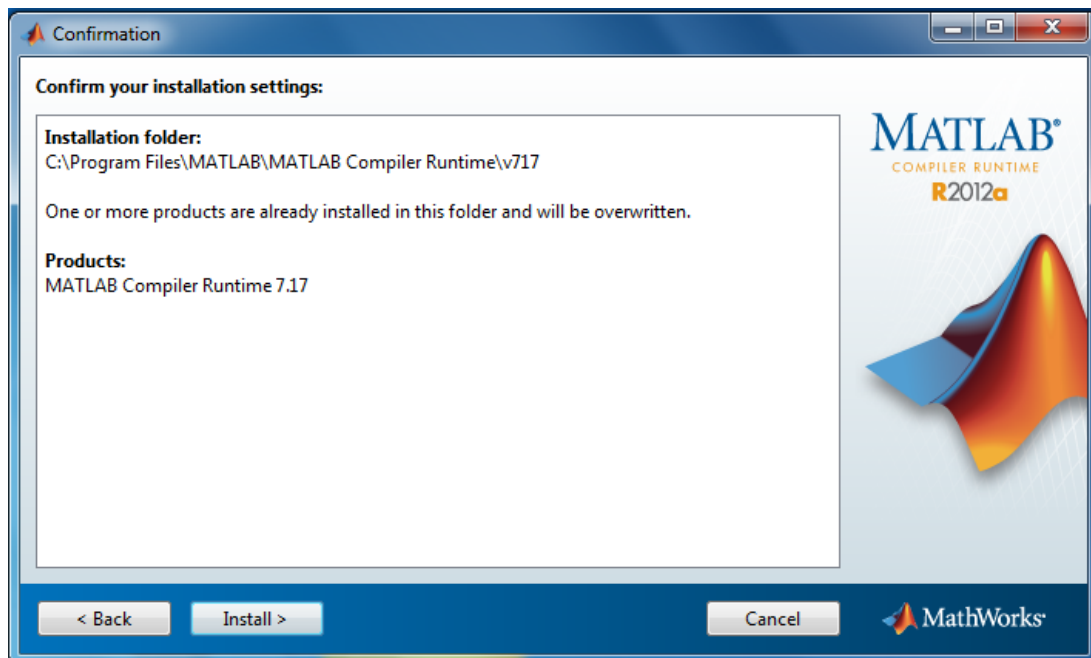 Confirmation
Confirm your installation settings:
Installation folder:
C:\Program Files\MATLAB\MATLAB Compiler Runtime\v717
One or more products are already installed in this folder and will be overwritten.
Products:
MATLAB Compiler Runtime 7.17
MATLAB®
COMPILER RUNTIME
R2012a
< Back
Install >
Cancel
MathWorks®